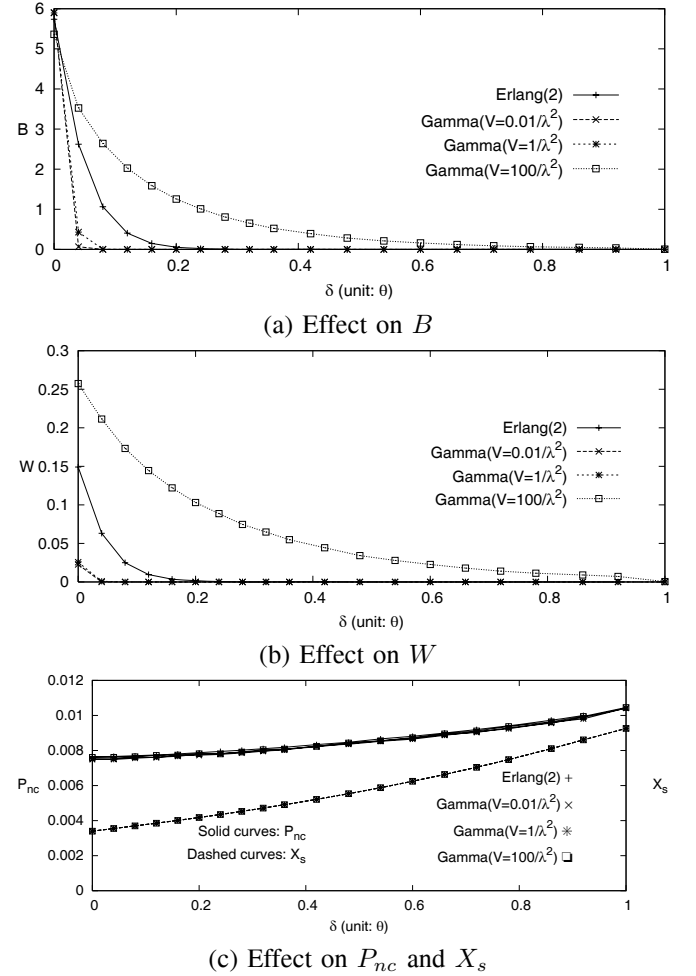 6
5
4
B 3
2
1
0
Erlang(2)
Gamma(V=0.01/λ²)
Gamma(V=1/λ²)
Gamma(V=100/λ²)
0 0.2 0.4 0.6 0.8 1
δ (unit: θ)
(a) Effect on B
0.3
0.25
0.2
W 0.15
0.1
0.05
0
Erlang(2)
Gamma(V=0.01/λ²)
Gamma(V=1/λ²)
Gamma(V=100/λ²)
0 0.2 0.4 0.6 0.8 1
δ (unit: θ)
(b) Effect on W
0.012
0.01
0.008
0.006
0.004
0.002
0
P_nc
X_s
Erlang(2) +
Gamma(V=0.01/λ²) ×
Gamma(V=1/λ²) ✳
Gamma(V=100/λ²) ❏
Solid curves: P_nc
Dashed curves: X_s
0 0.2 0.4 0.6 0.8 1
δ (unit: θ)
(c) Effect on P_nc and X_s